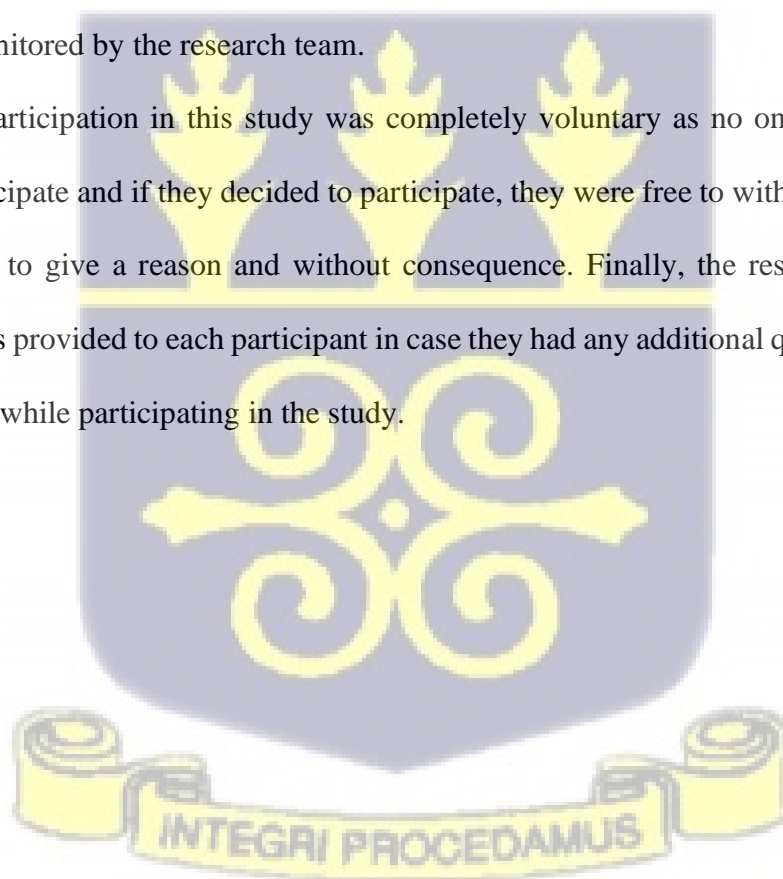 nitored by the research team.
articipation in this study was completely voluntary as no on
cipate and if they decided to participate, they were free to with
to give a reason and without consequence. Finally, the res
s provided to each participant in case they had any additional q
while participating in the study.
INTEGRI PROCEDAMUS